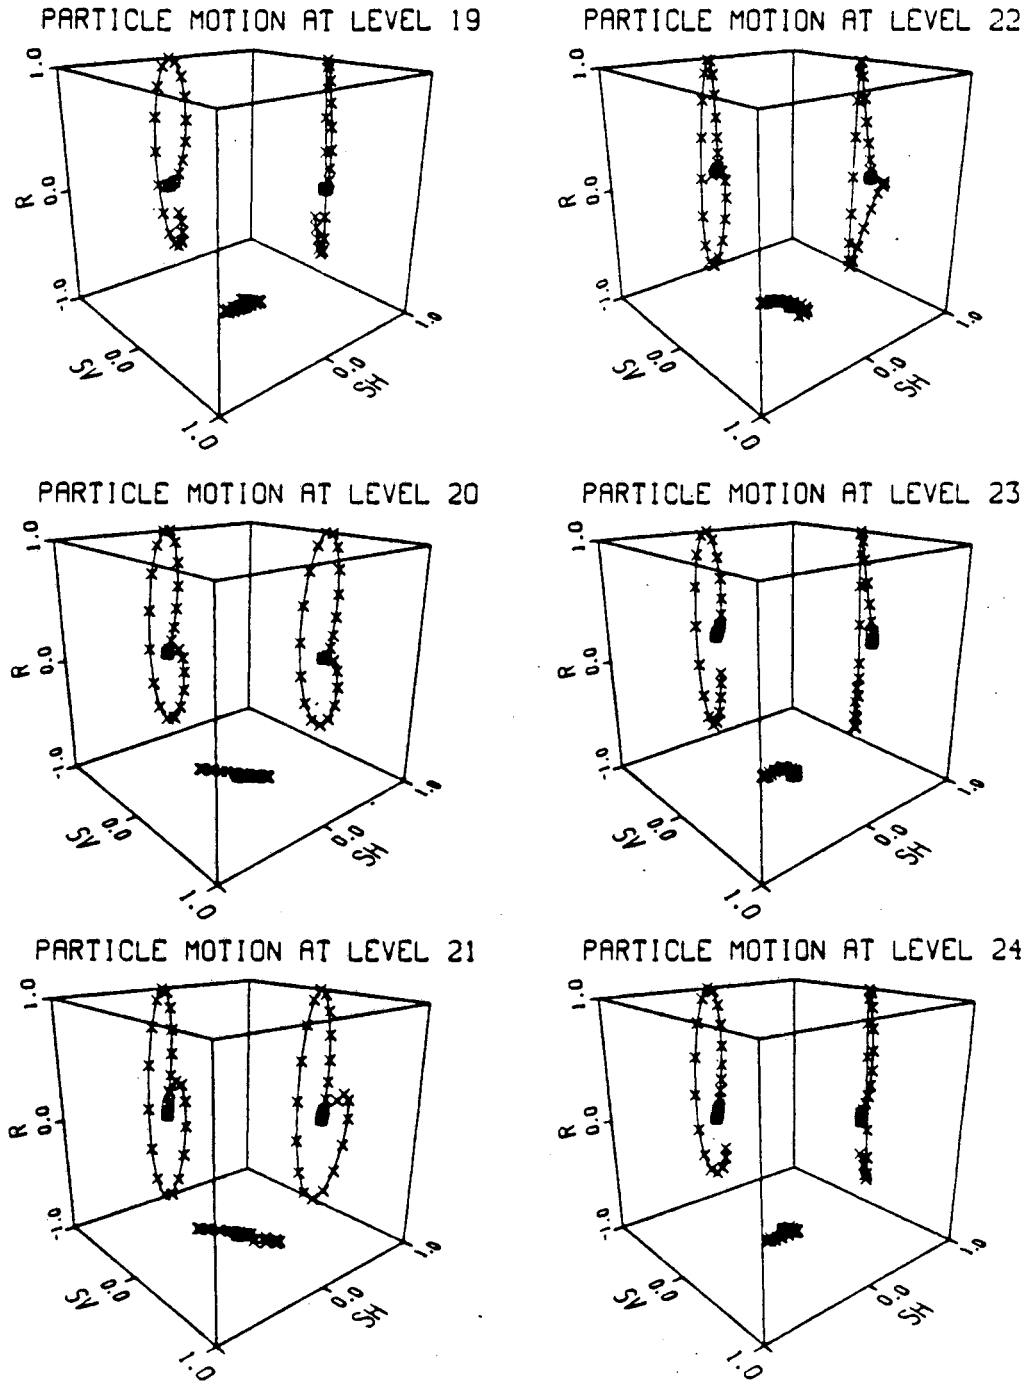 PARTICLE MOTION AT LEVEL 19
1.0
R
0.0
-1.0
SV
0.0
1.0
SH
0.0
1.0
PARTICLE MOTION AT LEVEL 22
1.0
R
0.0
-1.0
SV
0.0
1.0
SH
0.0
1.0
PARTICLE MOTION AT LEVEL 20
1.0
R
0.0
-1.0
SV
0.0
1.0
SH
0.0
1.0
PARTICLE MOTION AT LEVEL 23
1.0
R
0.0
-1.0
SV
0.0
1.0
SH
0.0
1.0
PARTICLE MOTION AT LEVEL 21
1.0
R
0.0
-1.0
SV
0.0
1.0
SH
0.0
1.0
PARTICLE MOTION AT LEVEL 24
1.0
R
0.0
-1.0
SV
0.0
1.0
SH
0.0
1.0